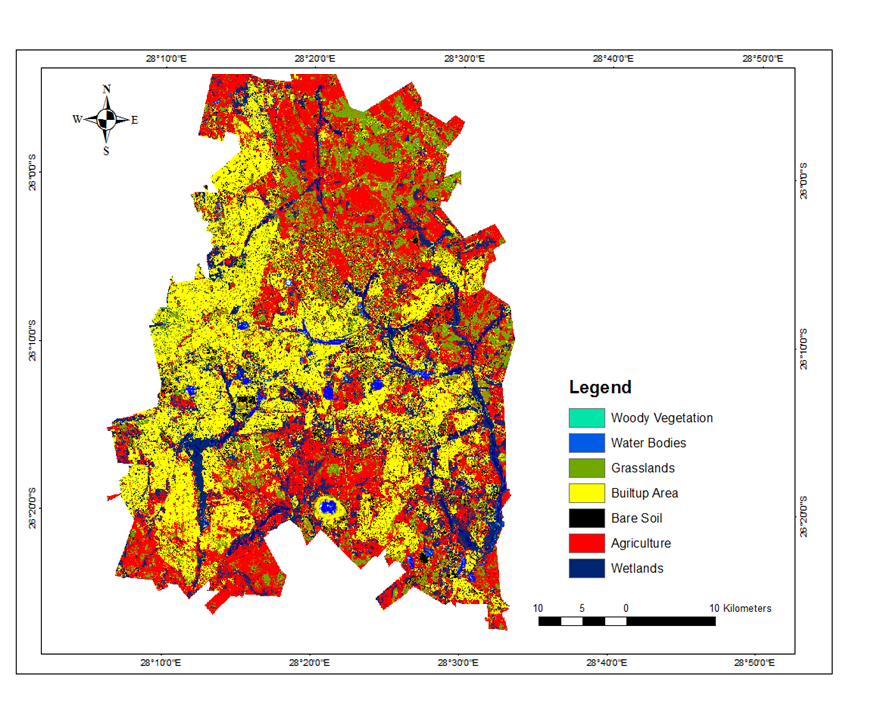 28°10'0"E 28°20'0"E 28°30'0"E 28°40'0"E 28°50'0"E
N
W E
S
26°0'0"S 26°0'0"S
26°10'0"S 26°10'0"S
Legend
Woody Vegetation
Water Bodies
Grasslands
Builtup Area
Bare Soil
Agriculture
Wetlands
26°20'0"S 26°20'0"S
10 5 0 10 Kilometers
28°10'0"E 28°20'0"E 28°30'0"E 28°40'0"E 28°50'0"E